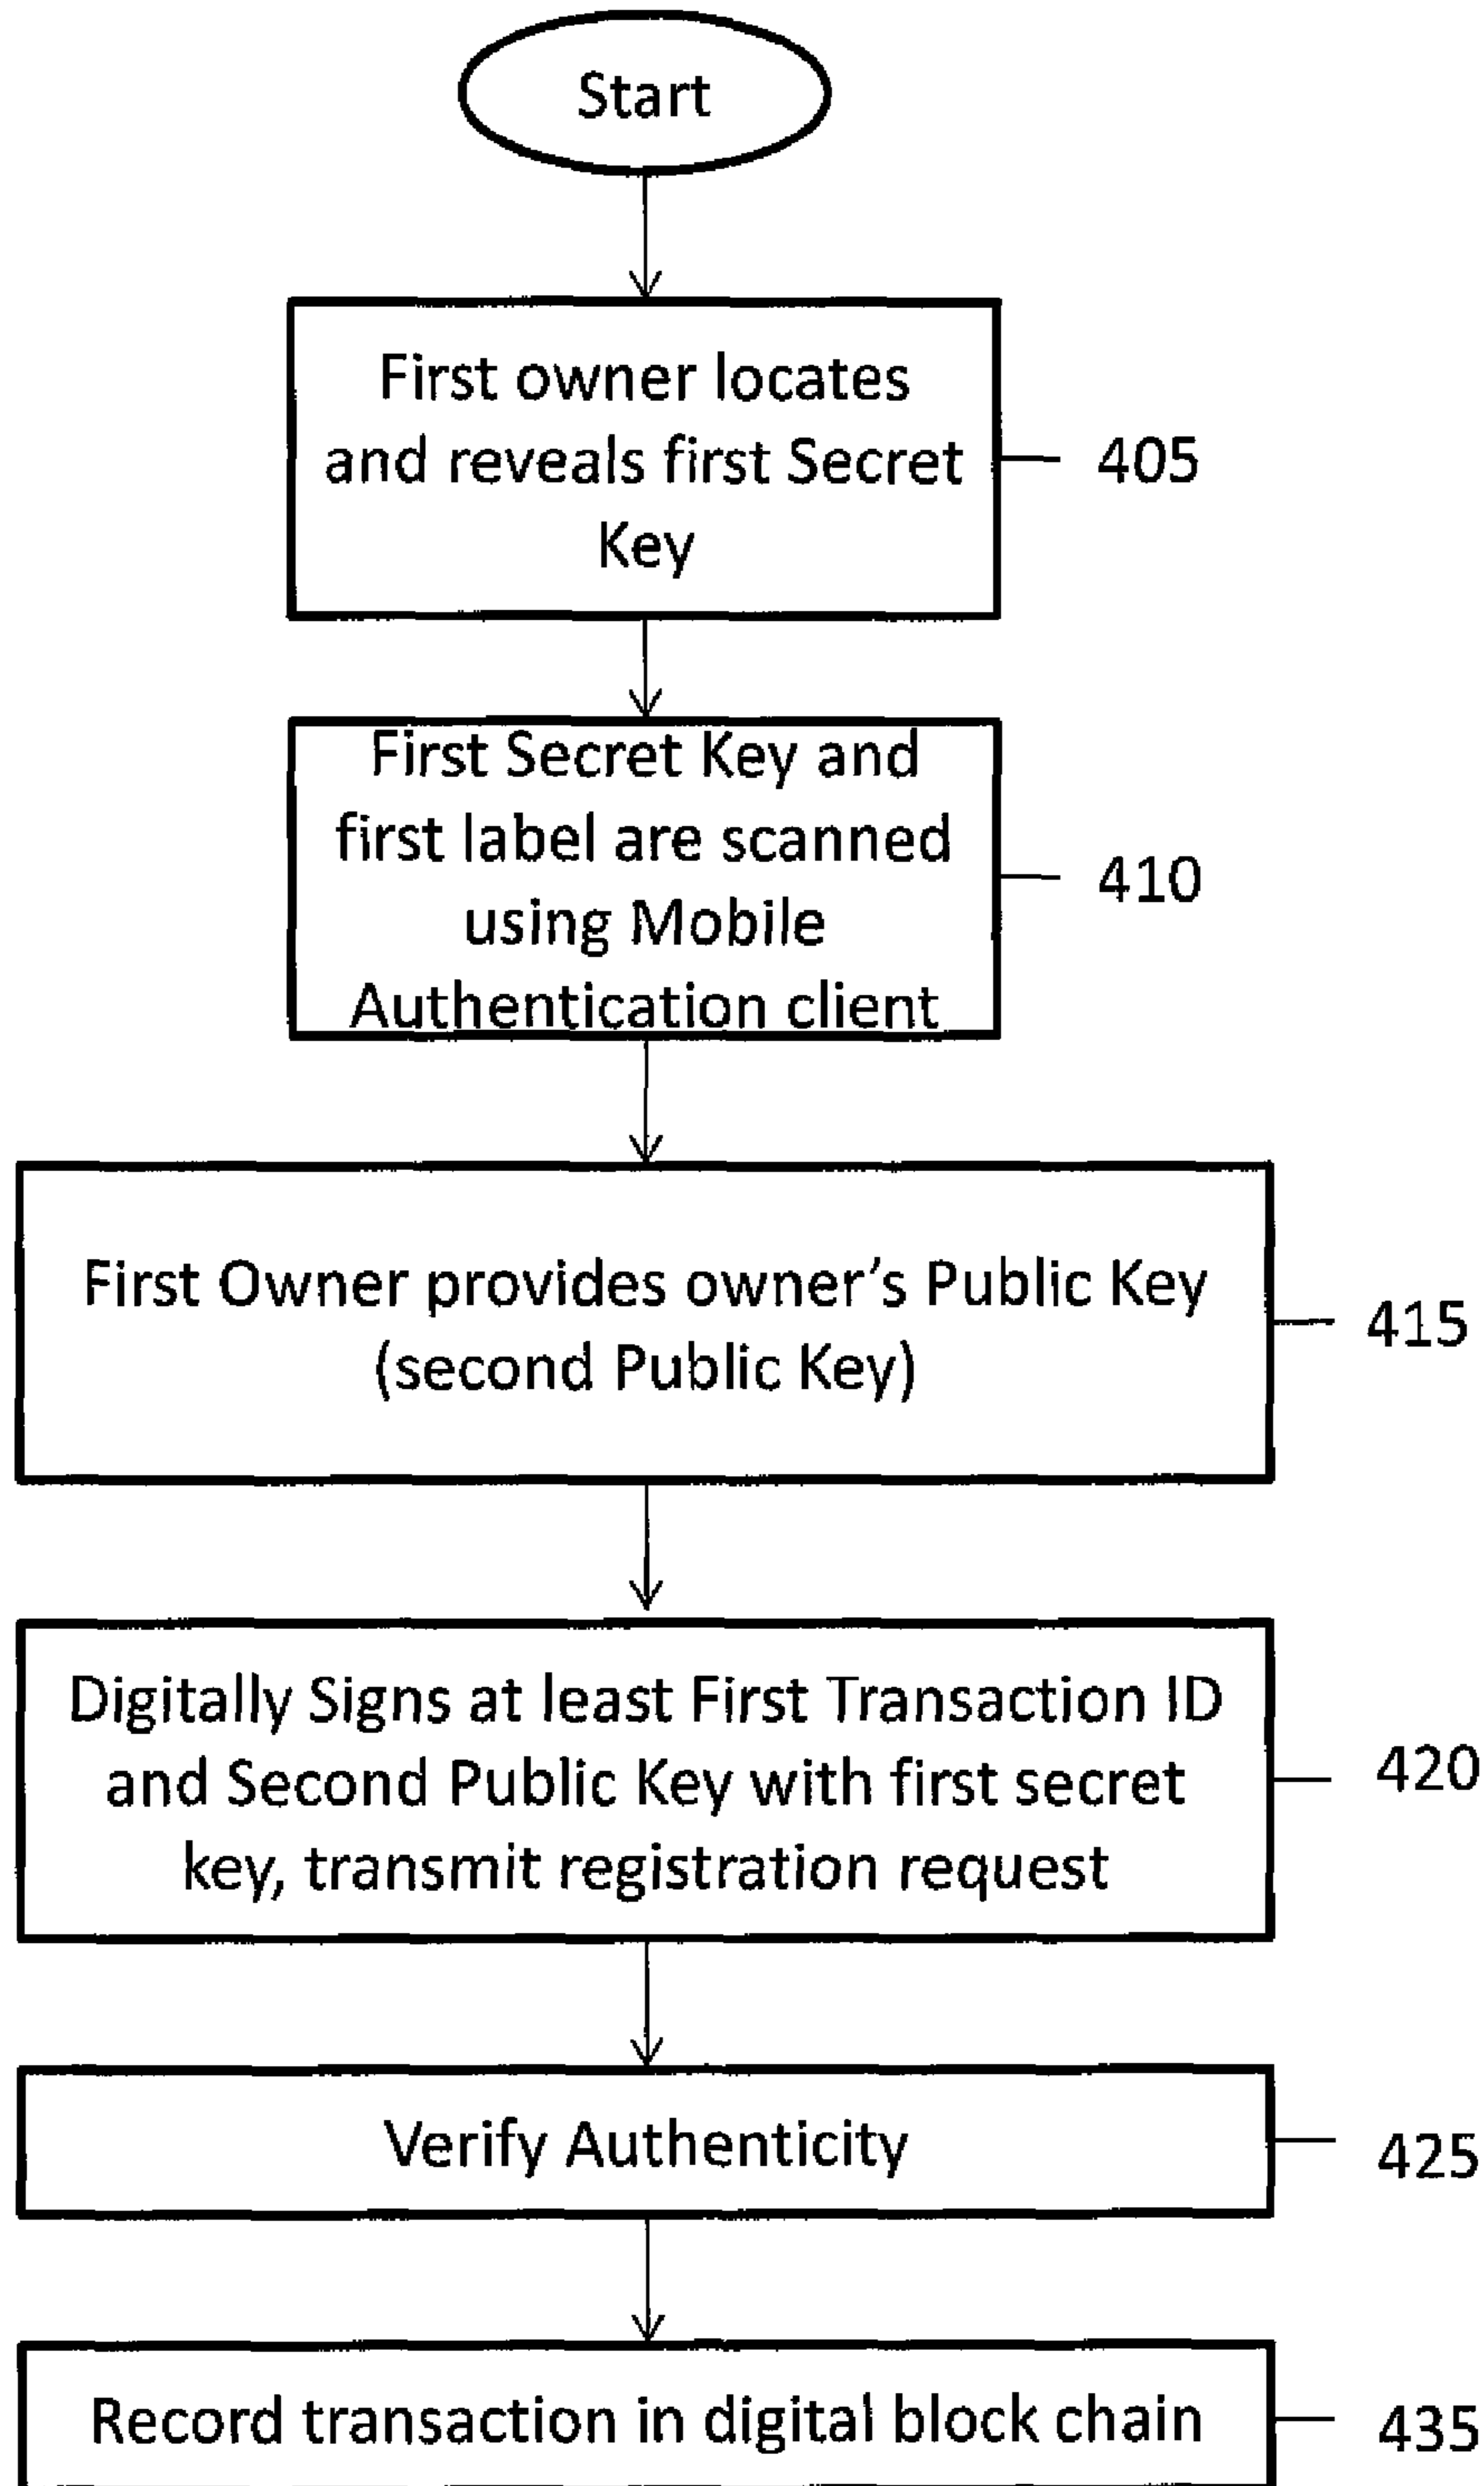 Start
First owner locates
and reveals first Secret
Key
405
First Secret Key and
first label are scanned
using Mobile
Authentication client
410
First Owner provides owner's Public Key
(second Public Key)
415
Digitally Signs at least First Transaction ID
and Second Public Key with first secret
key, transmit registration request
420
Verify Authenticity
425
Record transaction in digital block chain
435